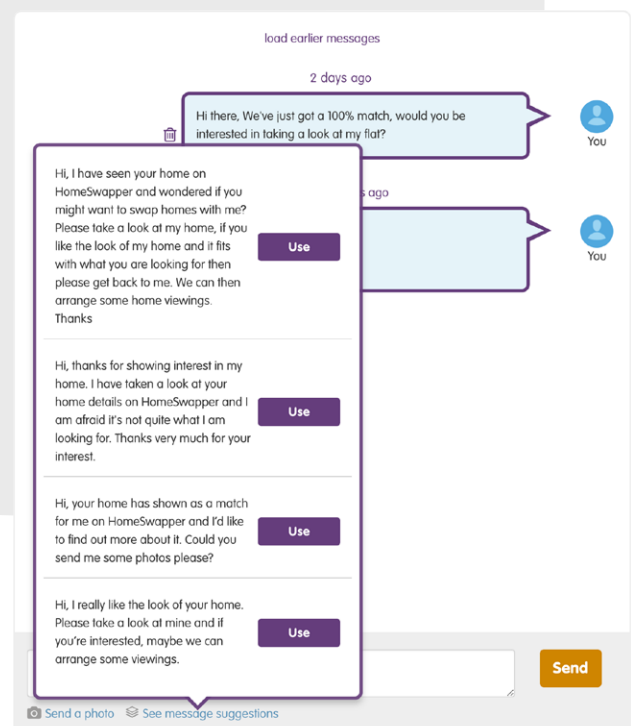 load earlier messages
2 days ago
Hi there, We've just got a 100% match, would you be
interested in taking a look at my flat?
You
ago
You
Hi, I have seen your home on
HomeSwapper and wondered if you
might want to swap homes with me?
Please take a look at my home, if you
like the look of my home and it fits
with what you are looking for then
please get back to me. We can then
arrange some home viewings.
Thanks
Use
Hi, thanks for showing interest in my
home. I have taken a look at your
home details on HomeSwapper and I
am afraid it's not quite what I am
looking for. Thanks very much for your
interest.
Use
Hi, your home has shown as a match
for me on HomeSwapper and I'd like
to find out more about it. Could you
send me some photos please?
Use
Hi, I really like the look of your home.
Please take a look at mine and if
you're interested, maybe we can
arrange some viewings.
Use
Send
Send a photo See message suggestions